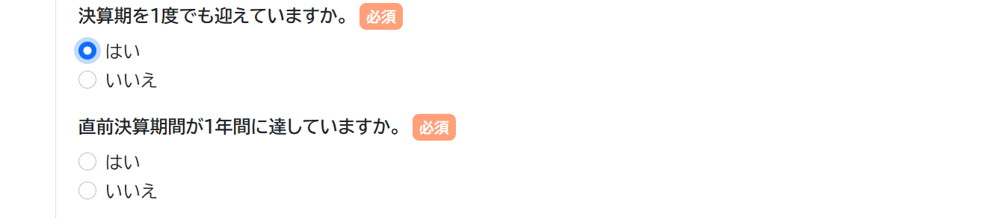 決算期を1度でも迎えていますか。 必須
はい
いいえ
直前決算期間が1年間に達していますか。 必須
はい
いいえ